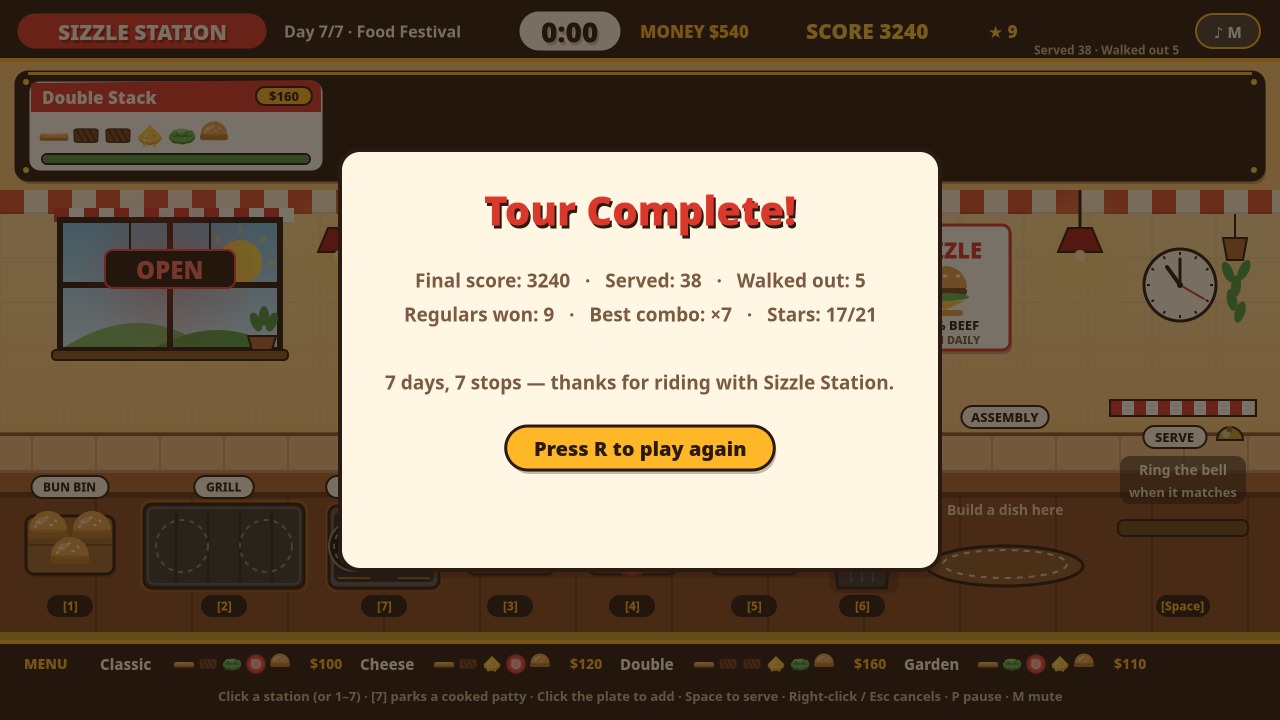 SIZZLE STATION
Day 7/7 · Food Festival
0:00
MONEY $540
SCORE 3240
★ 9
Served 38 · Walked out 5
♪ M
Double Stack
$160
OPEN
Tour Complete!
Final score: 3240 · Served: 38 · Walked out: 5
Regulars won: 9 · Best combo: ×7 · Stars: 17/21
7 days, 7 stops — thanks for riding with Sizzle Station.
Press R to play again
BEEF
DAILY
ASSEMBLY
SERVE
Ring the bell
when it matches
BUN BIN
GRILL
Build a dish here
[1]
[2]
[7]
[3]
[4]
[5]
[6]
[Space]
MENU
Classic
$100
Cheese
$120
Double
$160
Garden
$110
Click a station (or 1–7) · [7] parks a cooked patty · Click the plate to add · Space to serve · Right-click / Esc cancels · P pause · M mute